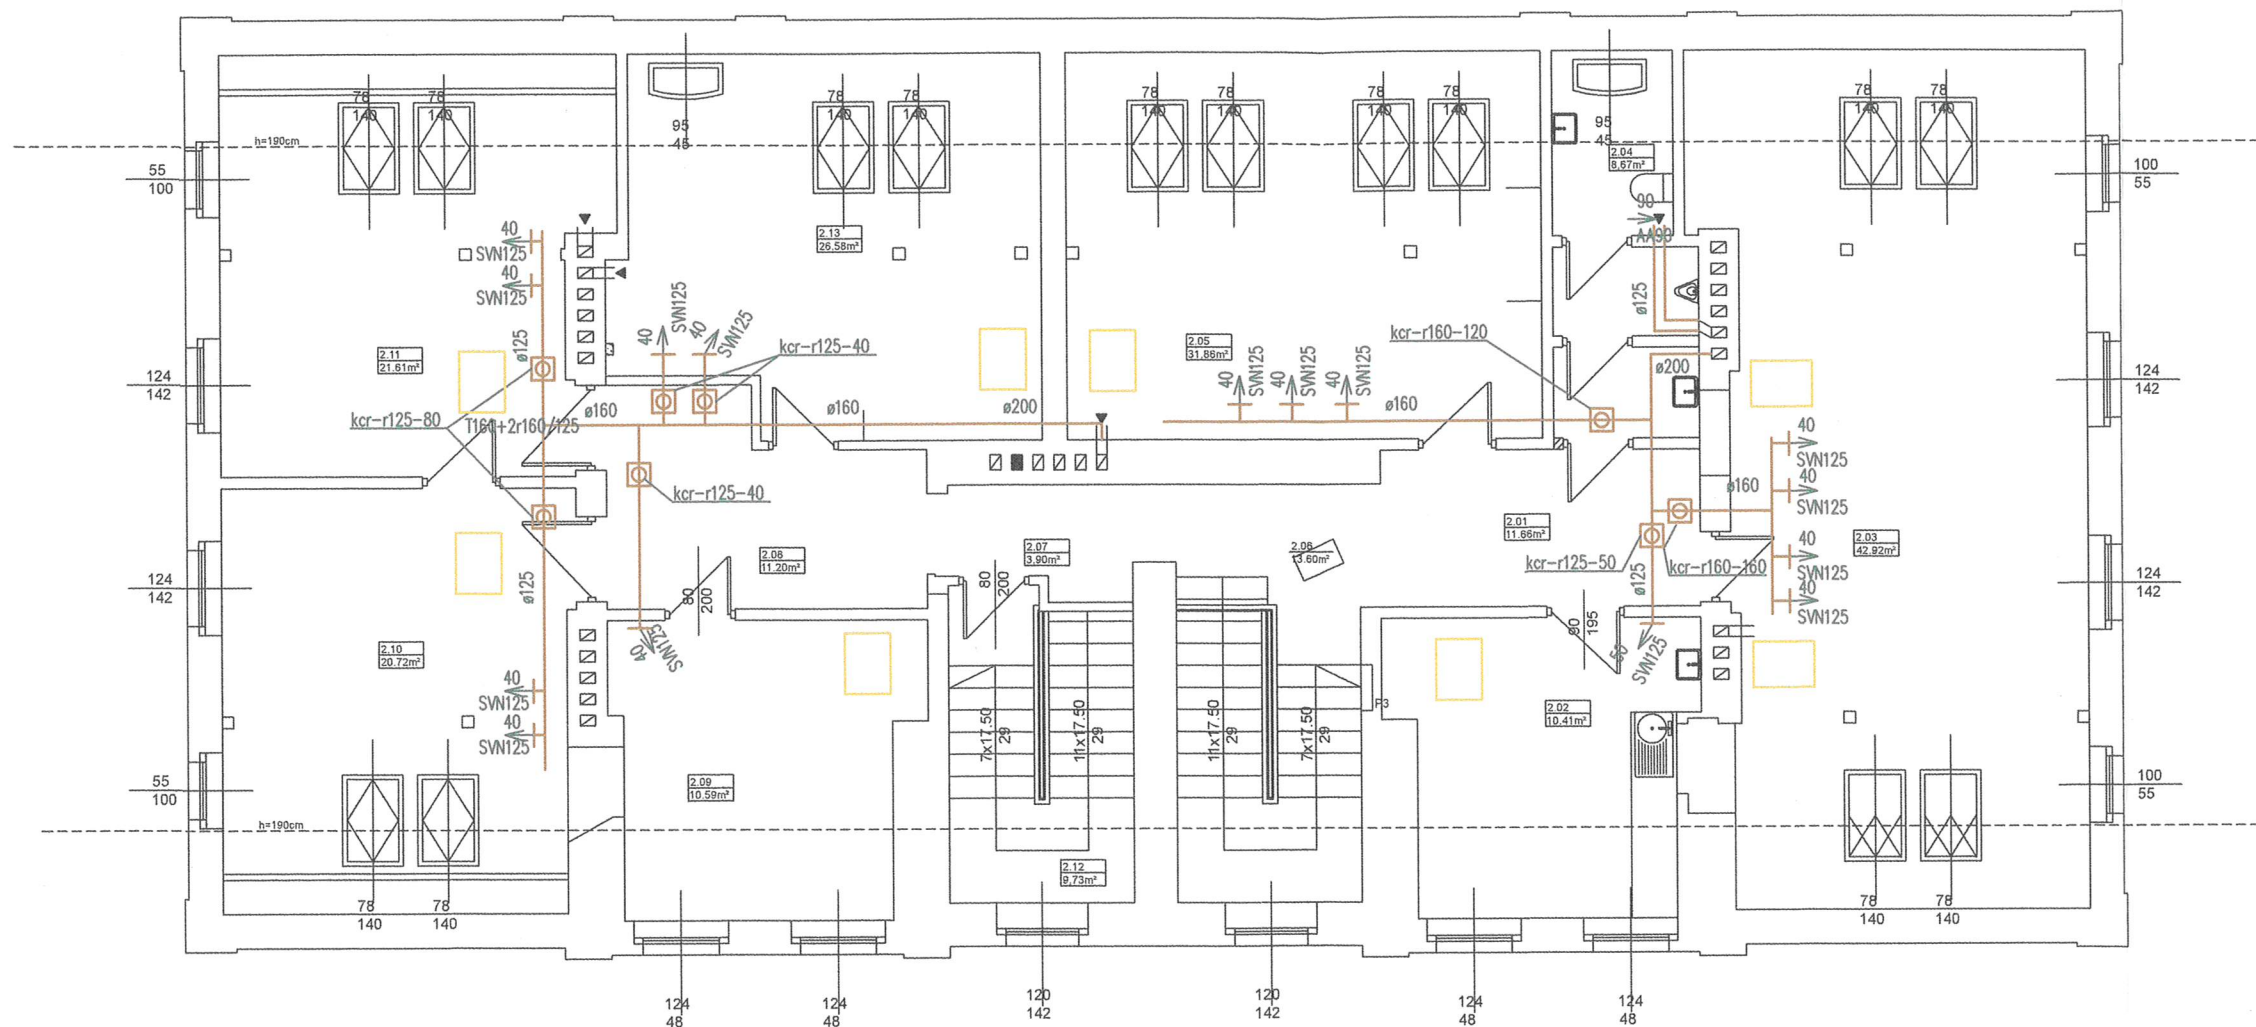 78
140
78
140
95
45
78
140
78
140
78
140
78
140
78
140
78
140
95
45
78
140
78
140
h=190cm
2.04
8,67m²
55
100
100
55
90
AA90
40
SVN125
40
SVN125
2.13
26.58m²
ø125
SVN125
40
40
SVN125
kcr-r125-40
kcr-r160-120
2.05
31.86m²
2.11
21.61m²
ø125
ø200
124
142
124
142
40
SVN125
40
SVN125
40
SVN125
ø160
ø160
ø200
ø160
kcr-r125-80
T160+2r160/125
40
SVN125
ø160
40
SVN125
kcr-r125-40
2.01
11.66m²
2.03
42.92m²
2.08
11.20m²
2.07
3,90m²
2.06
3.60m²
40
SVN125
kcr-r125-50
kcr-r160-160
124
142
124
142
ø125
80
200
80
200
ø125
90
195
40
SVN125
40
SVN125
50
SVN125
2.10
20.72m²
40
SVN125
40
SVN125
7x17.50
29
11x17.50
29
11x17.50
29
7x17.50
29
P3
2.02
10.41m²
55
100
2.09
10.59m²
100
55
h=190cm
2.12
9,73m²
78
140
78
140
78
140
78
140
124
48
124
48
120
142
120
142
124
48
124
48